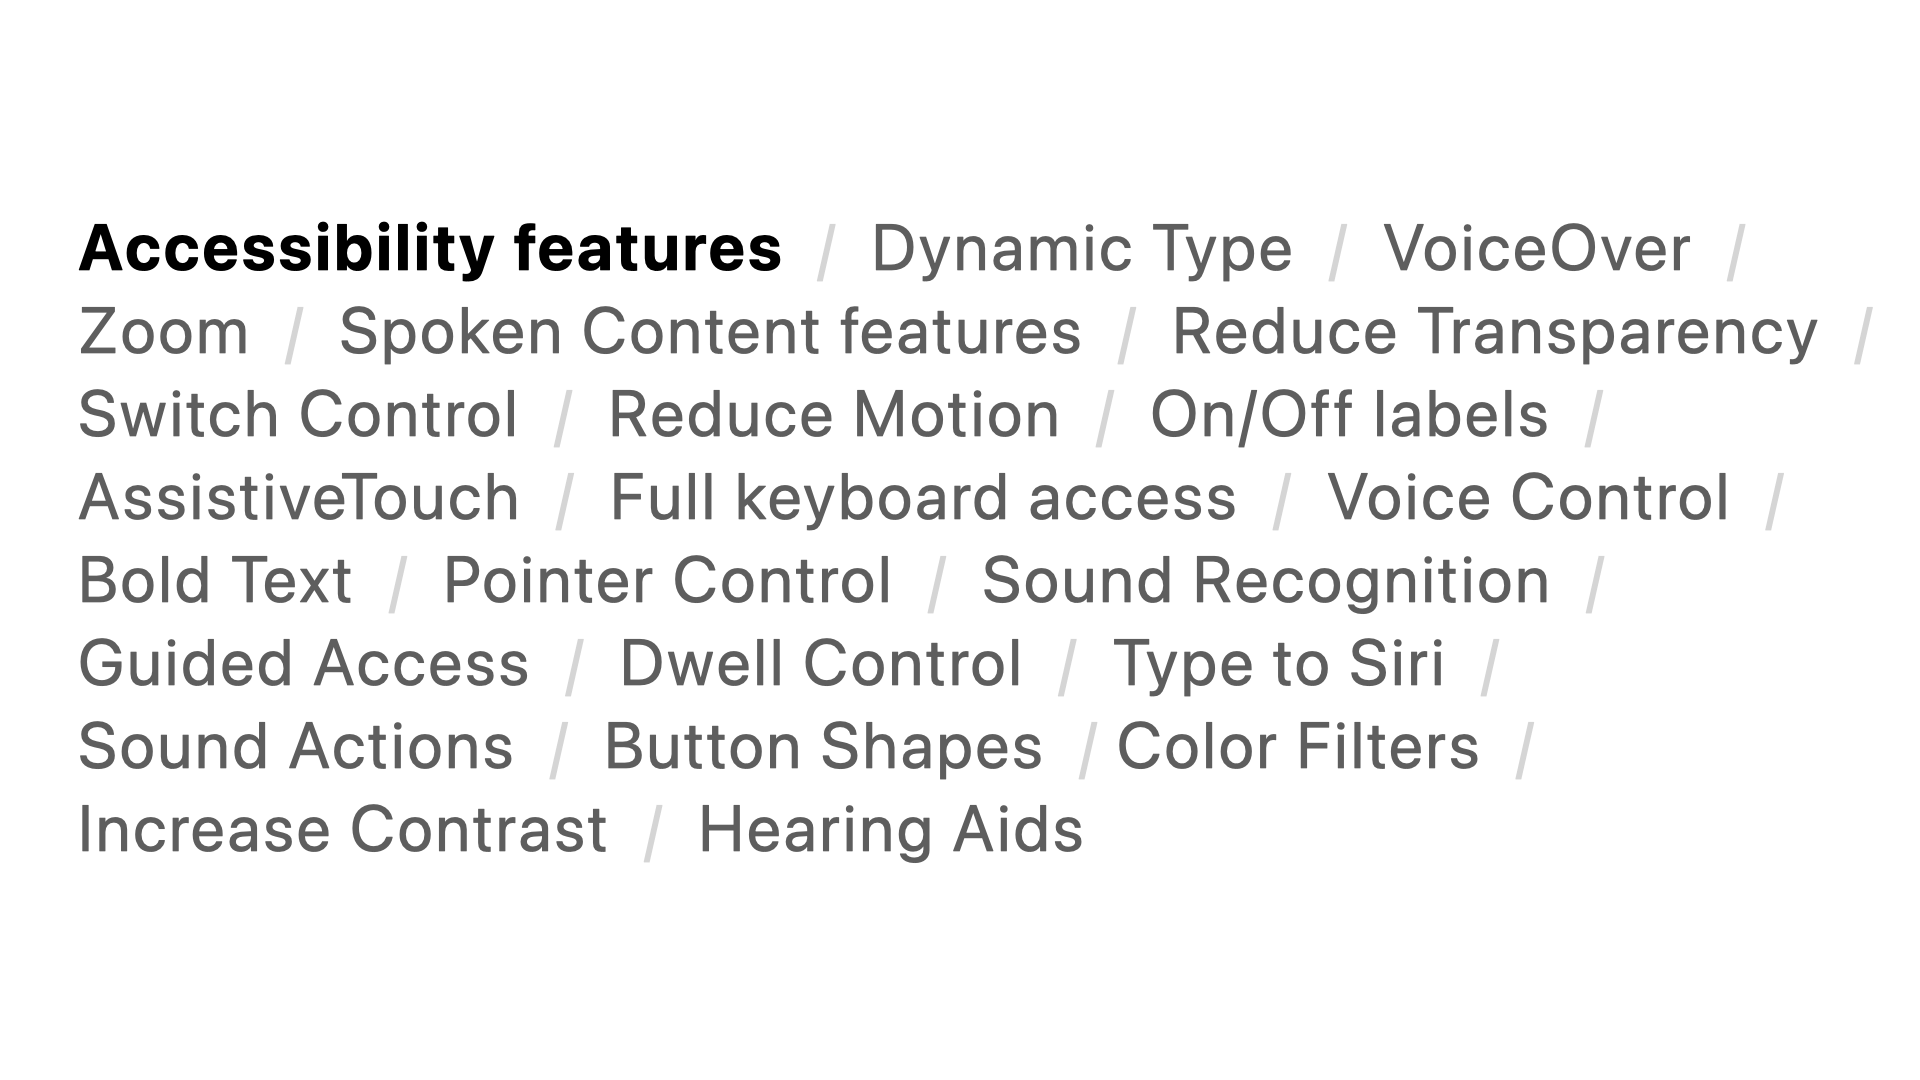 Accessibility features / Dynamic Type / VoiceOver /
Zoom / Spoken Content features / Reduce Transparency /
Switch Control / Reduce Motion / On/Off labels /
AssistiveTouch / Full keyboard access / Voice Control /
Bold Text / Pointer Control / Sound Recognition /
Guided Access / Dwell Control / Type to Siri /
Sound Actions / Button Shapes / Color Filters /
Increase Contrast / Hearing Aids